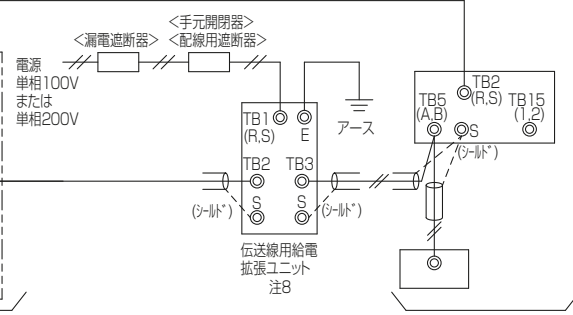 <手元開閉器>
<漏電遮断器>
<配線用遮断器>
電源
単相100V
または
単相200V
アース
TB1
(R,S)
E
TB2
TB3
S
S
(シールド)
(シールド)
伝送線用給電
拡張ユニット
注8
TB2
(R,S)
TB5
(A,B)
TB15
(1,2)
S
(シールド)